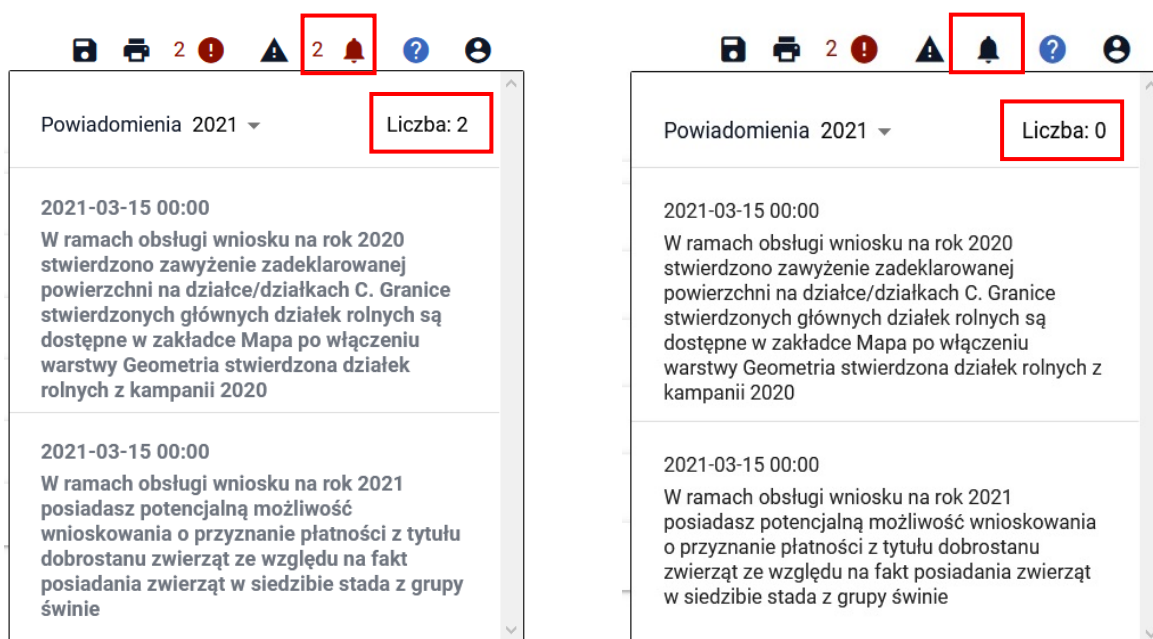 2 ! ! 2 ?
Powiadomienia 2021 Liczba: 2
2021-03-15 00:00
W ramach obsługi wniosku na rok 2020
stwierdzono zawyżenie zadeklarowanej
powierzchni na działce/działkach C. Granice
stwierdzonych głównych działek rolnych są
dostępne w zakładce Mapa po włączeniu
warstwy Geometria stwierdzona działek
rolnych z kampanii 2020
2021-03-15 00:00
W ramach obsługi wniosku na rok 2021
posiadasz potencjalną możliwość
wnioskowania o przyznanie płatności z tytułu
dobrostanu zwierząt ze względu na fakt
posiadania zwierząt w siedzibie stada z grupy
świnie
2 ! ! ?
Powiadomienia 2021 Liczba: 0
2021-03-15 00:00
W ramach obsługi wniosku na rok 2020
stwierdzono zawyżenie zadeklarowanej
powierzchni na działce/działkach C. Granice
stwierdzonych głównych działek rolnych są
dostępne w zakładce Mapa po włączeniu
warstwy Geometria stwierdzona działek rolnych z
kampanii 2020
2021-03-15 00:00
W ramach obsługi wniosku na rok 2021
posiadasz potencjalną możliwość wnioskowania
o przyznanie płatności z tytułu dobrostanu
zwierząt ze względu na fakt posiadania zwierząt
w siedzibie stada z grupy świnie